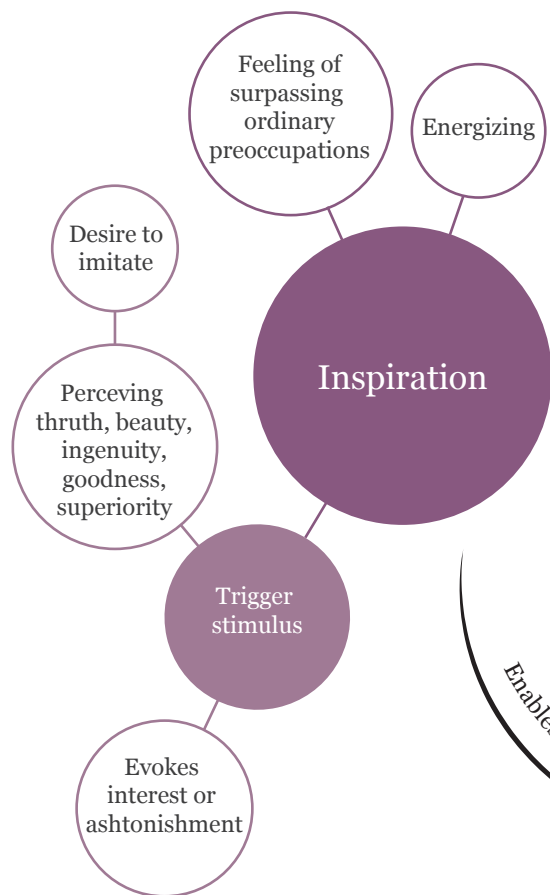 Feeling of
surpassing
ordinary
preoccupations
Energizing
Desire to
imitate
Inspiration
Perceving
thruth, beauty,
ingenuity,
goodness,
superiority
Trigger
stimulus
Enables
Evokes
interest or
ashtonishment